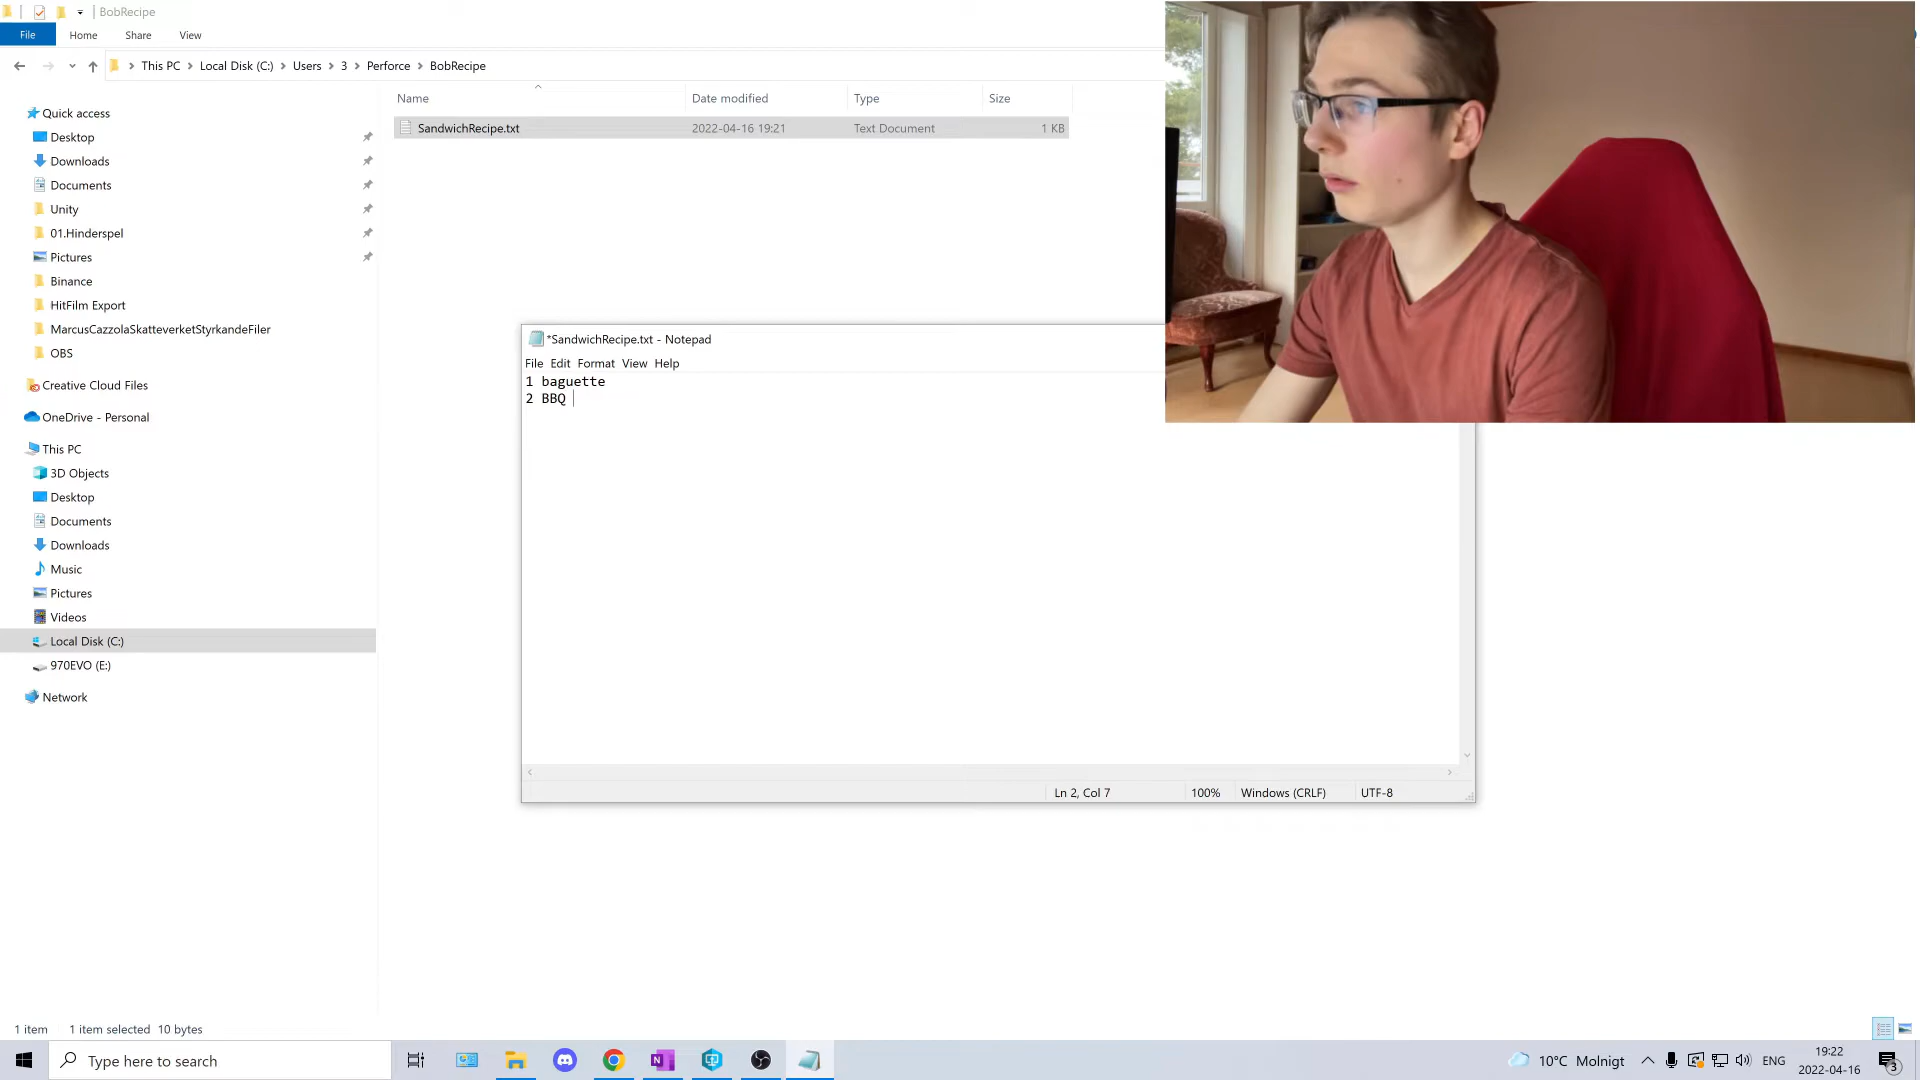 BobRecipe
File Home Share View
This PC Local Disk (C:) Users 3 Perforce BobRecipe
Name Date modified Type Size
SandwichRecipe.txt 2022-04-16 19:21 Text Document 1 KB
Quick access
Desktop
Downloads
Documents
Unity
01.Hinderspel
Pictures
Binance
HitFilm Export
MarcusCazzolaSkatteverketStyrkandeFiler
OBS
Creative Cloud Files
OneDrive - Personal
This PC
3D Objects
Desktop
Documents
Downloads
Music
Pictures
Videos
Local Disk (C:)
970EVO (E:)
Network
*SandwichRecipe.txt - Notepad
File Edit Format View Help
1 baguette
2 BBQ
Ln 2, Col 7 100% Windows (CRLF) UTF-8
1 item 1 item selected 10 bytes
Type here to search
N
10°C Molnigt ENG
19:22
2022-04-16
3